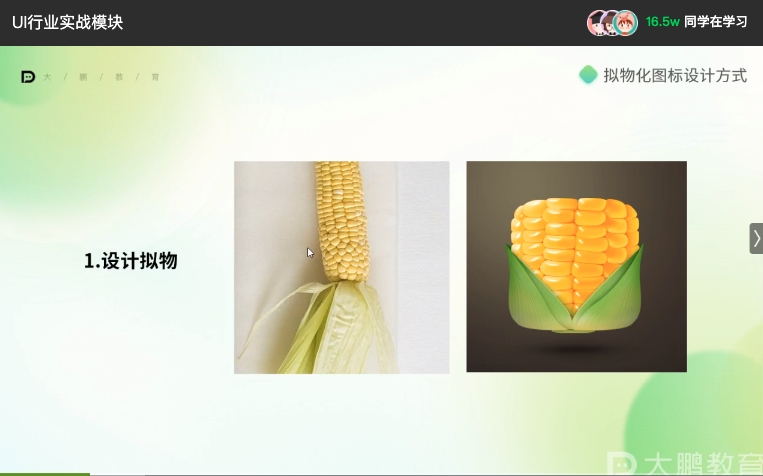 UI行业实战模块
16.5w 同学在学习
大 / 鹏 / 教 / 育
拟物化图标设计方式
1.设计拟物
大鹏教育